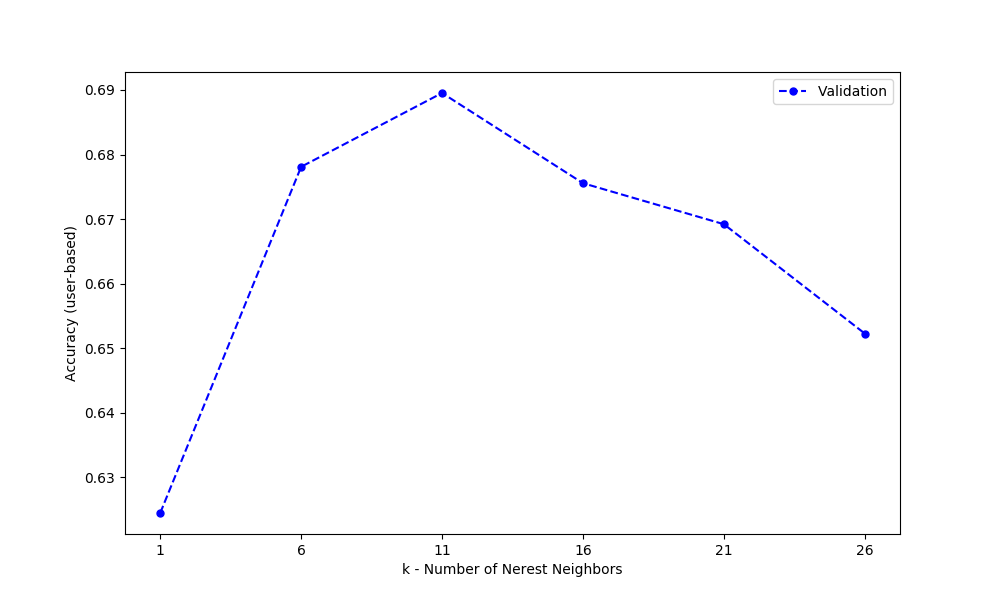 Validation
0.69
0.68
0.67
0.66
0.65
0.64
0.63
Accuracy (user-based)
1 6 11 16 21 26
k - Number of Nerest Neighbors